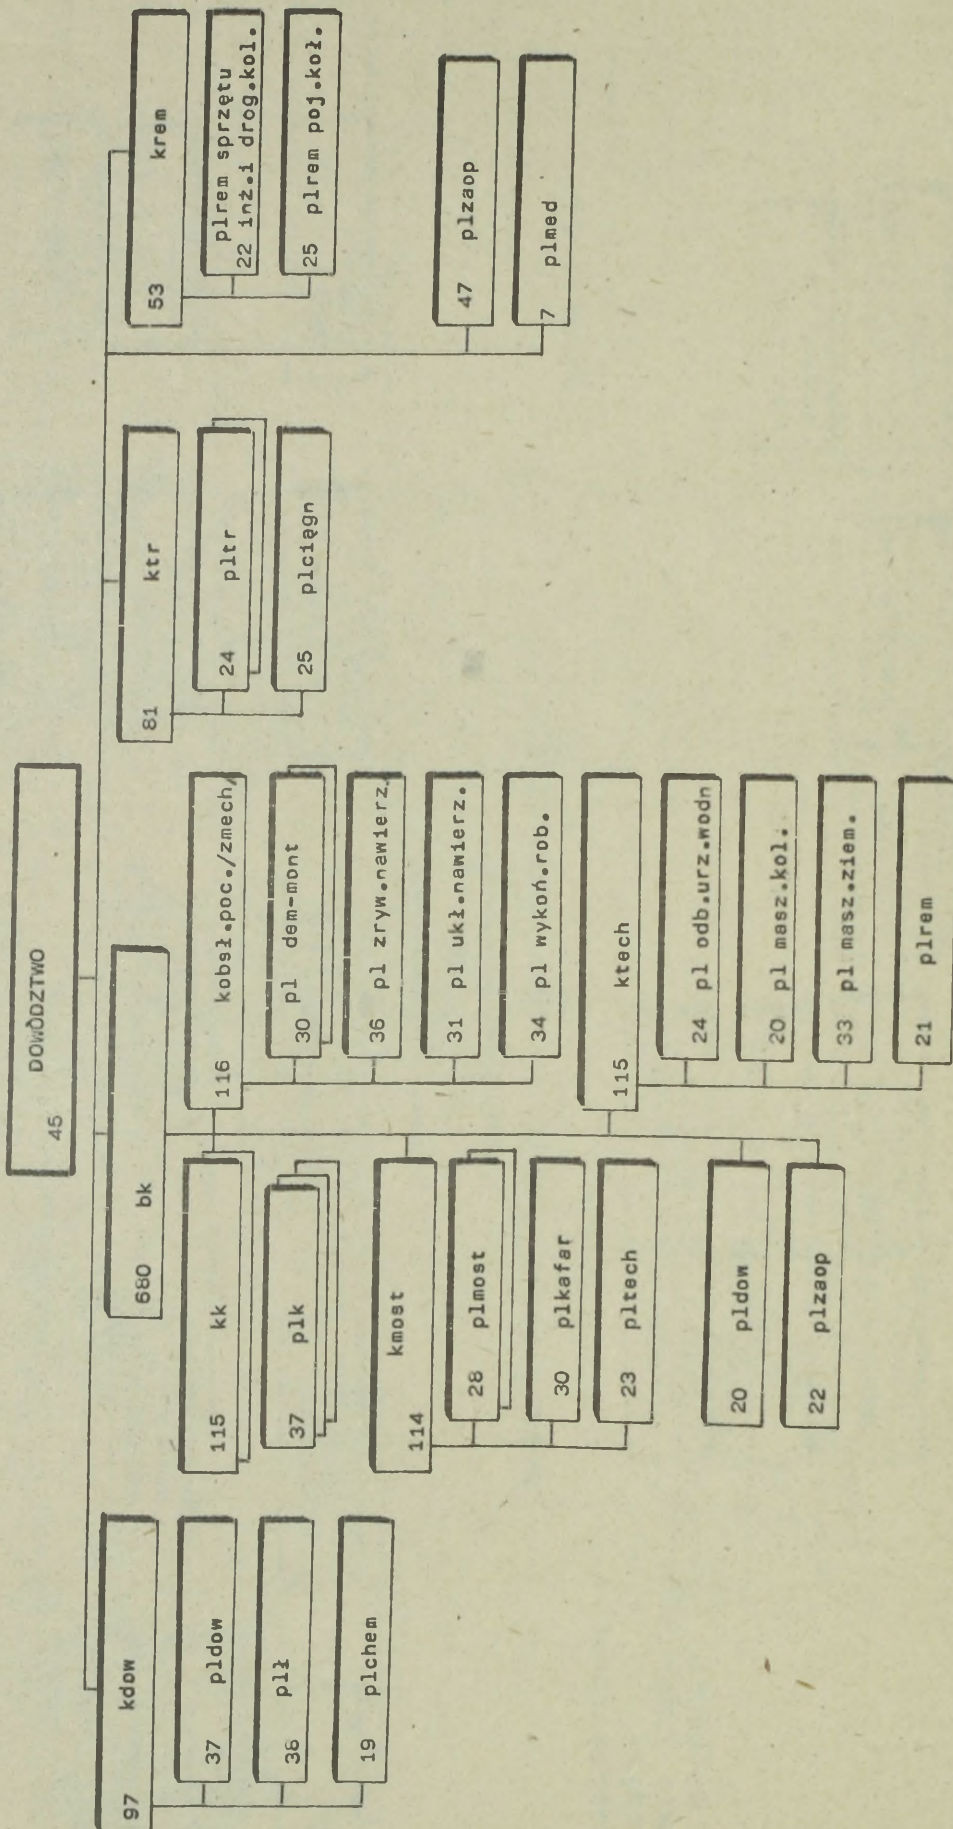 DOWÓDZTWO
45
97 kdow
37 pldow
38 plł
19 plchem
680 bk
115 kk
37 plk
114 kmost
28 plmost
30 plkafar
23 pltech
20 pldow
22 plzaop
116 kobsł.poc./zmech/
30 pl dem-mont
36 pl zryw.nawierz.
31 pl ukł.nawierz.
34 pl wykoń.rob.
115 ktech
24 pl odb.urz.wodn
20 pl masz.kol.
33 pl masz.ziem.
21 plrem
81 ktr
24 pltr
25 plciągn
53 krem
plrem sprzętu
22 inż.i drog.kol.
25 plrem poj.koł.
47 plzaop
7 plmed